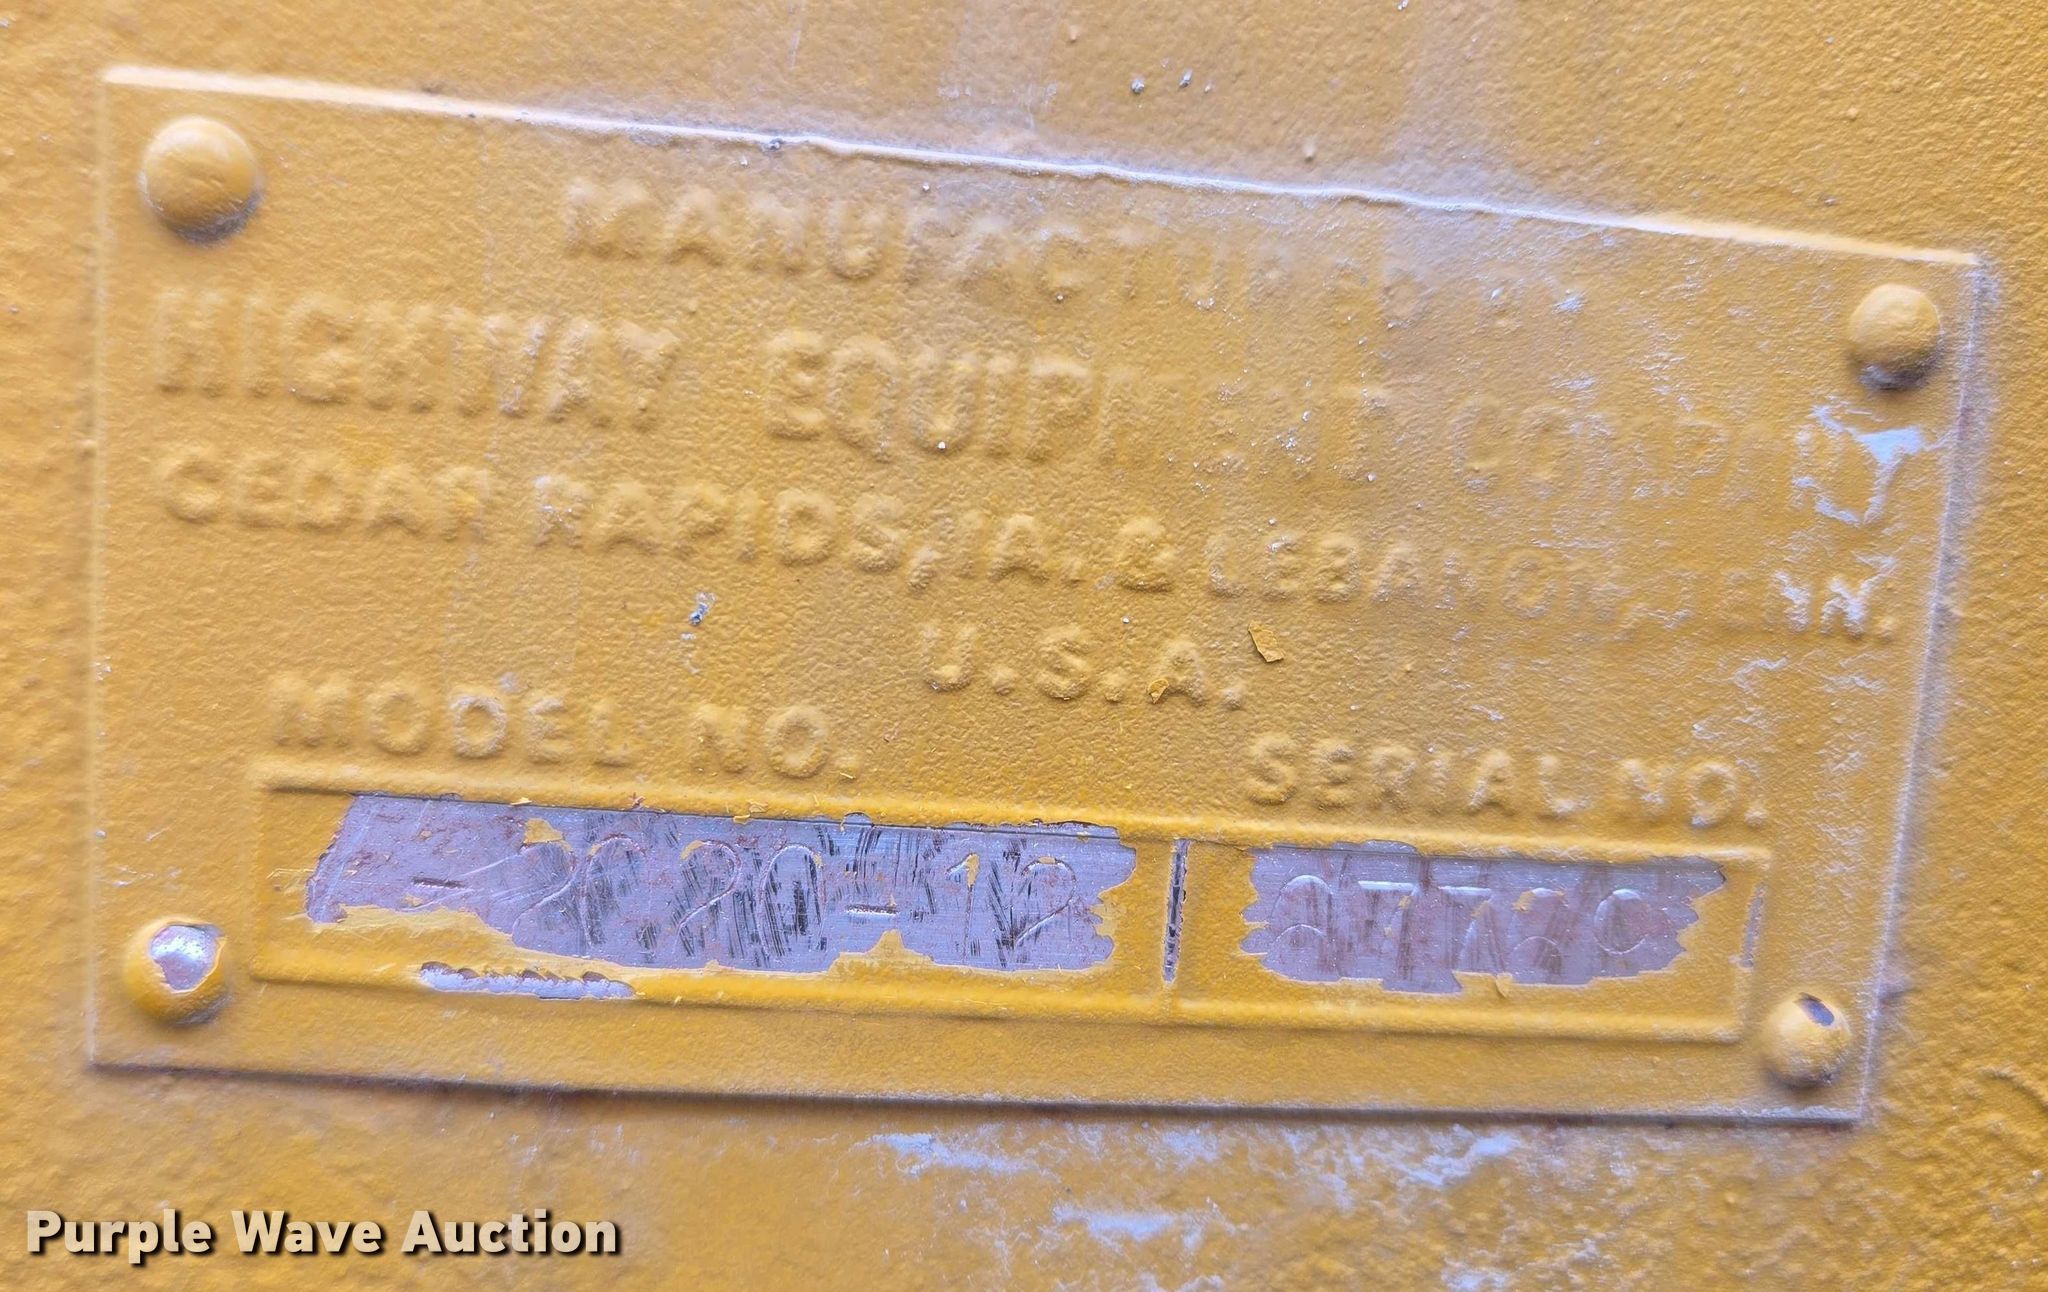 MANUFACTURED BY
HIGHWAY EQUIPMENT COMPANY
CEDAR RAPIDS, IA. & LEBANON, TENN.
U.S.A.
MODEL NO. SERIAL NO.
Purple Wave Auction